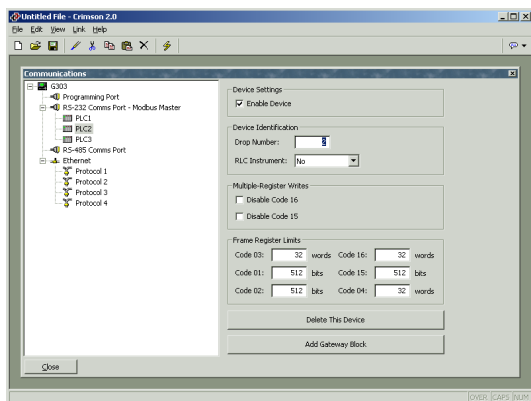 Untitled File - Crimson 2.0
File Edit View Link Help
Communications
G303
Programming Port
RS-232 Comms Port - Modbus Master
PLC1
PLC2
PLC3
RS-485 Comms Port
Ethernet
Protocol 1
Protocol 2
Protocol 3
Protocol 4
Device Settings
Enable Device
Device Identification
Drop Number: 2
RLC Instrument: No
Multiple-Register Writes
Disable Code 16
Disable Code 15
Frame Register Limits
Code 03: 32 words Code 16: 32 words
Code 01: 512 bits Code 15: 512 bits
Code 02: 512 bits Code 04: 32 words
Delete This Device
Add Gateway Block
Close
OVER CAPS NUM